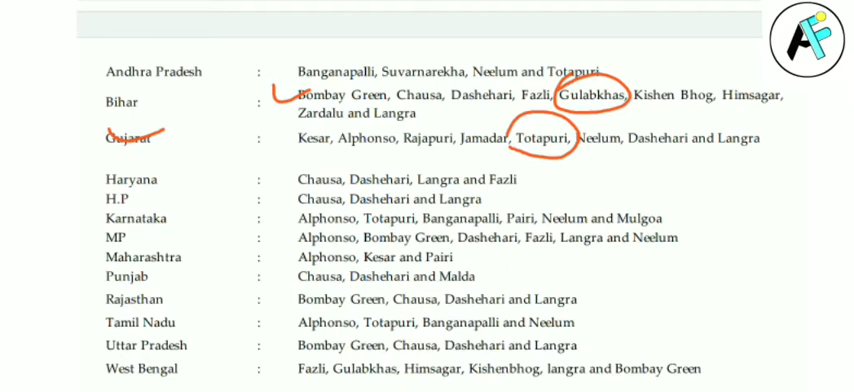 AF
Andhra Pradesh : Banganapalli, Suvarnarekha, Neelum and Totapuri
Bihar : Bombay Green, Chausa, Dashehari, Fazli, Gulabkhas, Kishen Bhog, Himsagar,
Zardalu and Langra
Gujarat : Kesar, Alphonso, Rajapuri, Jamadar, Totapuri, Neelum, Dashehari and Langra
Haryana : Chausa, Dashehari, Langra and Fazli
H.P : Chausa, Dashehari and Langra
Karnataka : Alphonso, Totapuri, Banganapalli, Pairi, Neelum and Mulgoa
MP : Alphonso, Bombay Green, Dashehari, Fazli, Langra and Neelum
Maharashtra : Alphonso, Kesar and Pairi
Punjab : Chausa, Dashehari and Malda
Rajasthan : Bombay Green, Chausa, Dashehari and Langra
Tamil Nadu : Alphonso, Totapuri, Banganapalli and Neelum
Uttar Pradesh : Bombay Green, Chausa, Dashehari and Langra
West Bengal : Fazli, Gulabkhas, Himsagar, Kishenbhog, langra and Bombay Green